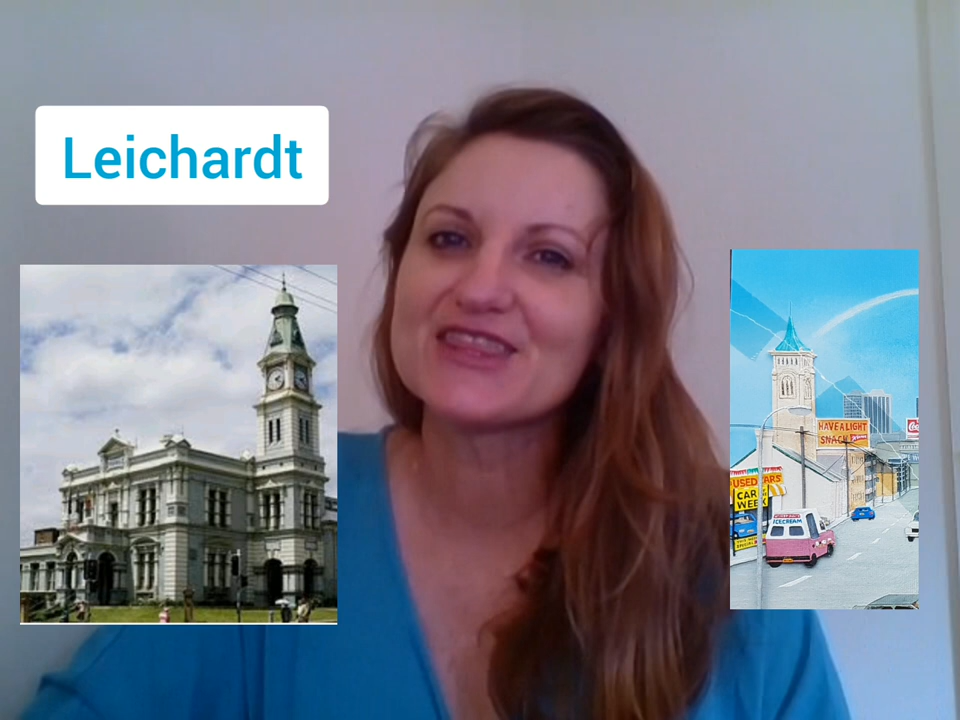 Leichardt
HAVE A LIGHT
SNACK
USED CARS
CAR
WEEK
ICECREAM